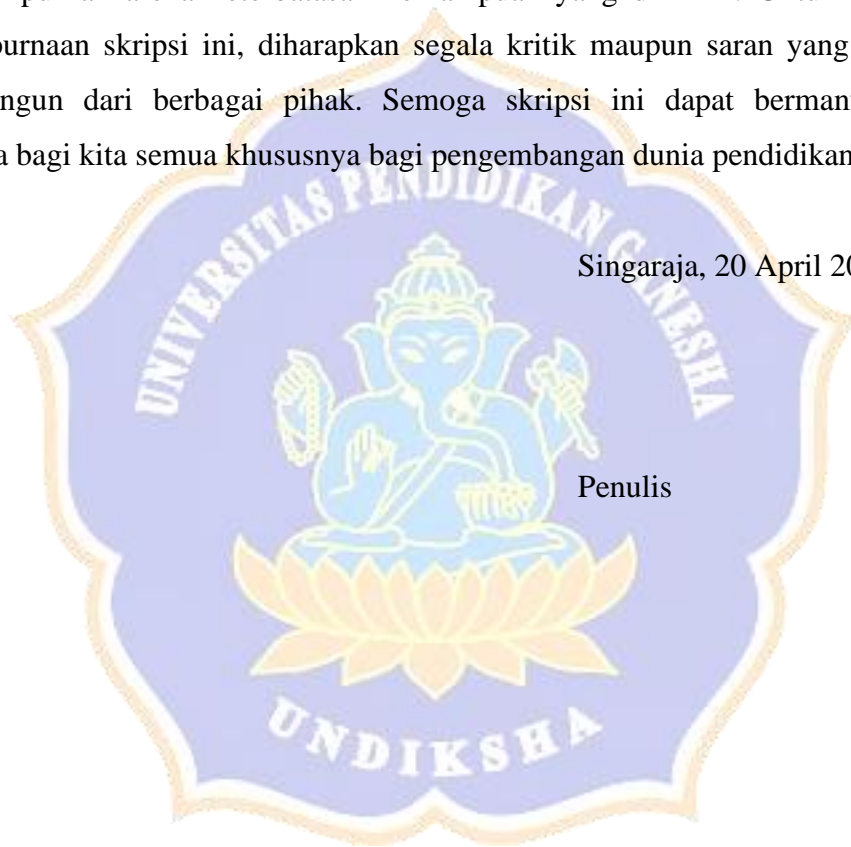 purnaan skripsi ini, diharapkan segala kritik maupun saran yang
ngun dari berbagai pihak. Semoga skripsi ini dapat berman
a bagi kita semua khususnya bagi pengembangan dunia pendidikan
UNIVERSITAS PENDIDIKAN GANESHA
Singaraja, 20 April 20
Penulis
UNDIKSHA